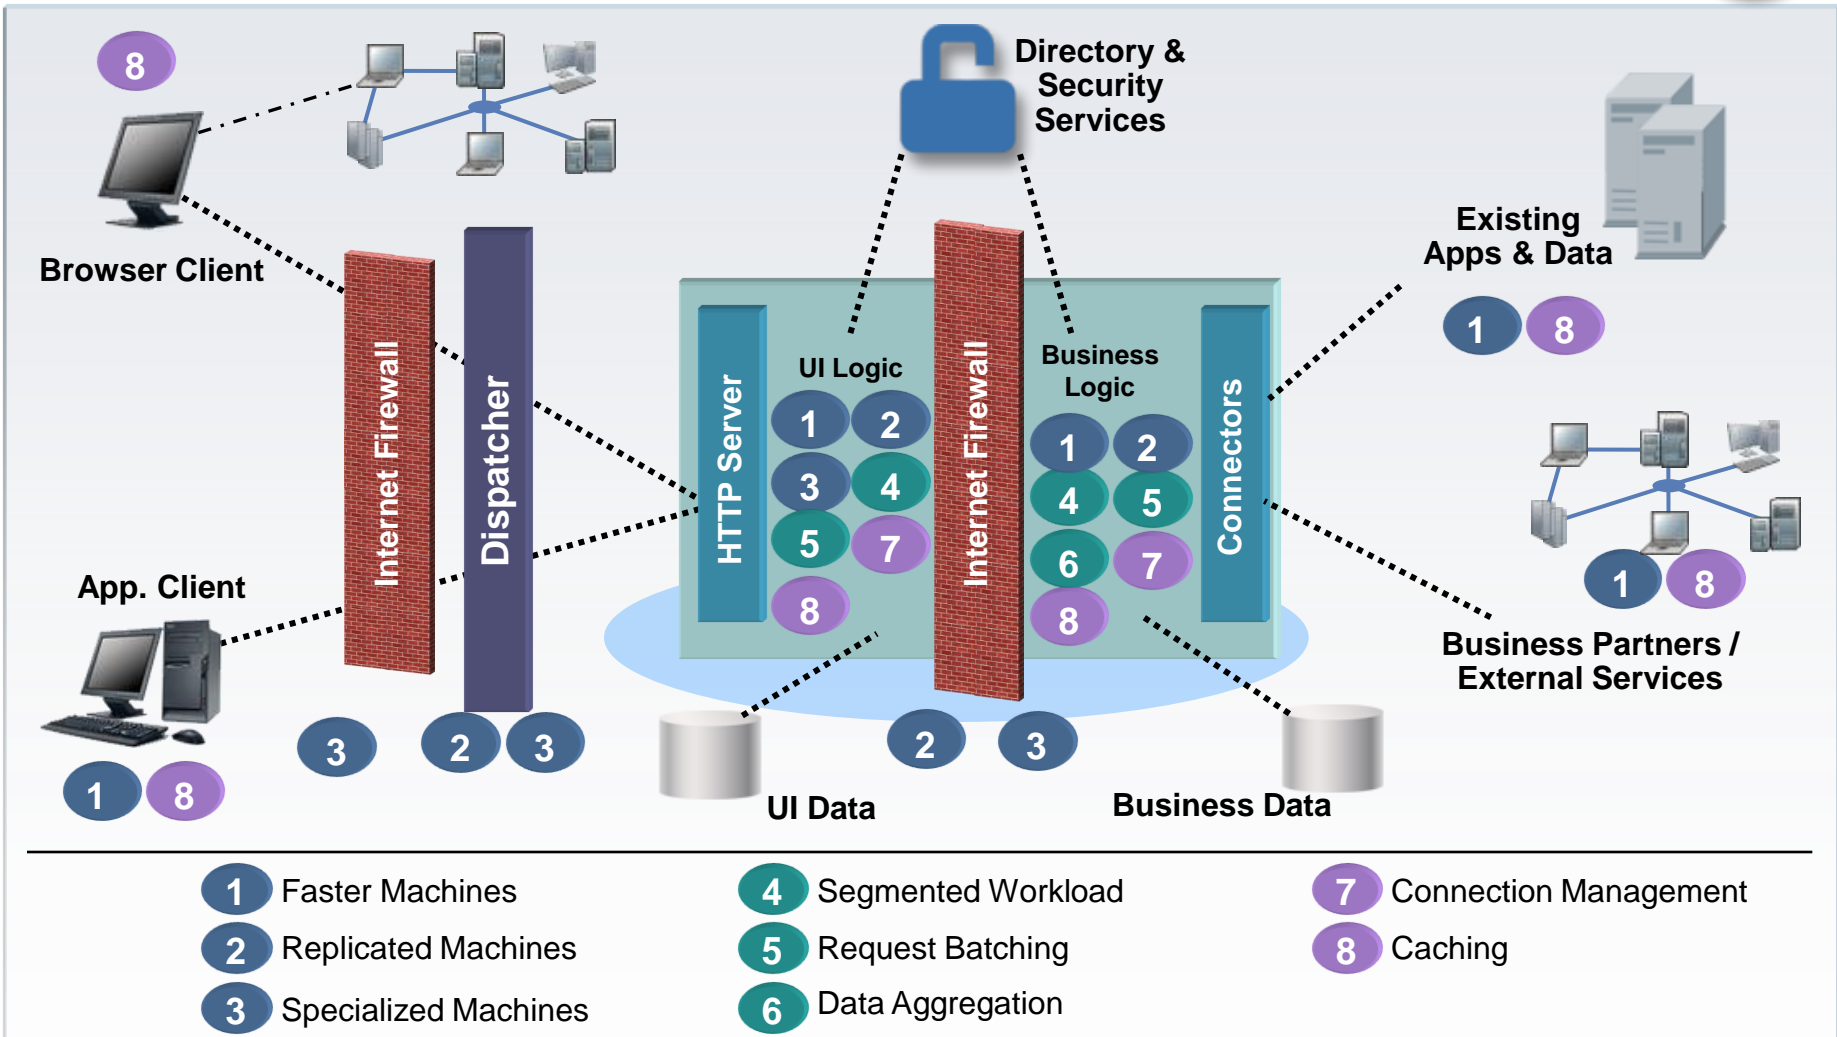 8
Directory &
Security
Services
Browser Client
Existing
Apps & Data
1 8
Internet Firewall
Dispatcher
HTTP Server
UI Logic
1 2
3 4
5 7
8
Internet Firewall
Business
Logic
1 2
4 5
6 7
8
Connectors
App. Client
1 8
1 8
Business Partners /
External Services
3
2 3
2 3
UI Data
Business Data
1 Faster Machines
2 Replicated Machines
3 Specialized Machines
4 Segmented Workload
5 Request Batching
6 Data Aggregation
7 Connection Management
8 Caching